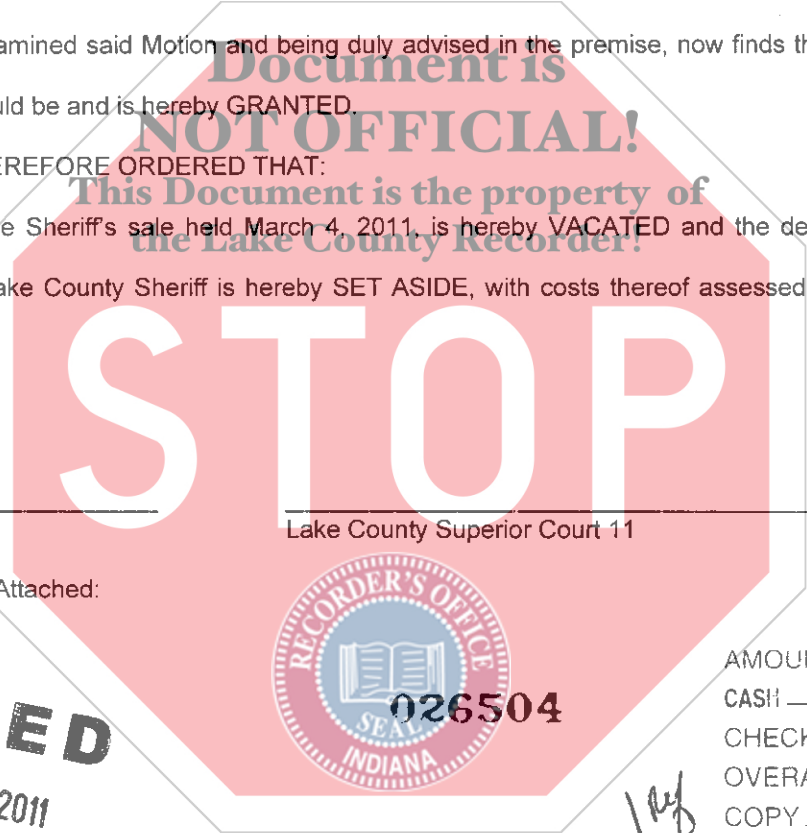 amined said Motion and being duly advised in the premise, now finds th
Document is
uld be and is hereby GRANTED.
NOT OFFICIAL!
EREFORE ORDERED THAT:
This Document is the property of
e Sheriff's sale held March 4, 2011, is hereby VACATED and the de
the Lake County Recorder!
ake County Sheriff is hereby SET ASIDE, with costs thereof assessed
STOP
Lake County Superior Court 11
Attached:
RECORDER'S OFFICE
SEAL
INDIANA
026504
ED
2011
AMOU
CASH
CHECK
OVERA
COPY